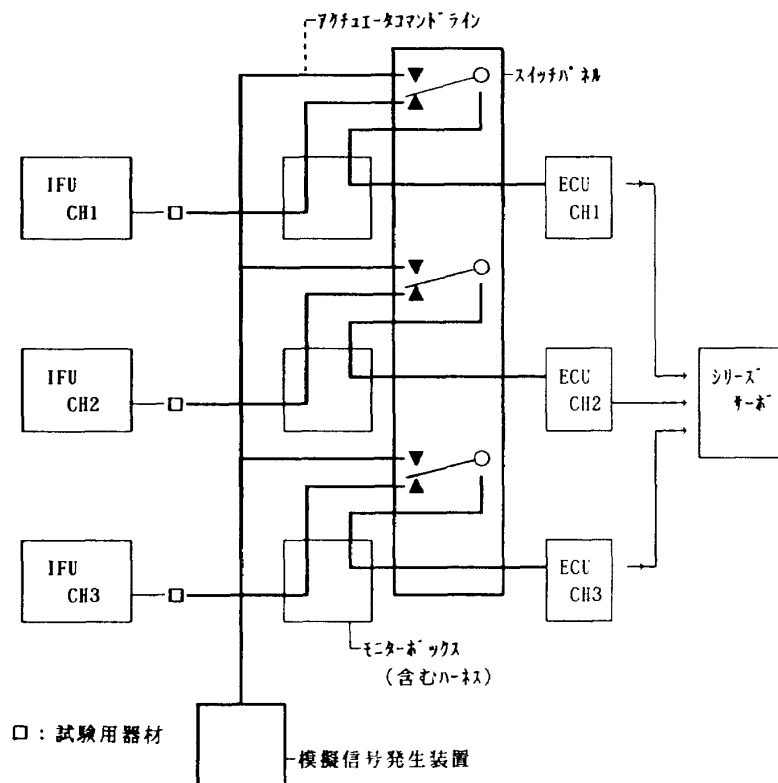 アクチュエータコマンドライン
スイッチパネル
IFU
CH1
ECU
CH1
IFU
CH2
ECU
CH2
シリーズ
サーボ
IFU
CH3
ECU
CH3
モニターボックス
(含むハーネス)
□:試験用器材
模擬信号発生装置